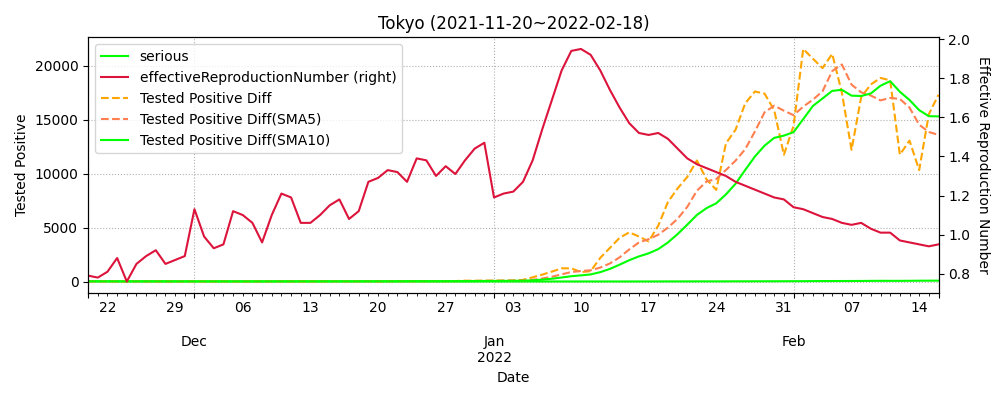 Tokyo (2021-11-20~2022-02-18)
serious
effectiveReproductionNumber (right)
Tested Positive Diff
Tested Positive Diff(SMA5)
Tested Positive Diff(SMA10)
Tested Positive
20000
15000
10000
5000
0
2.0
1.8
1.6
1.4
1.2
1.0
0.8
Effective Reproduction Number
22 29 06 13 20 27 03 10 17 24 31 07 14
Dec Jan Feb
2022
Date